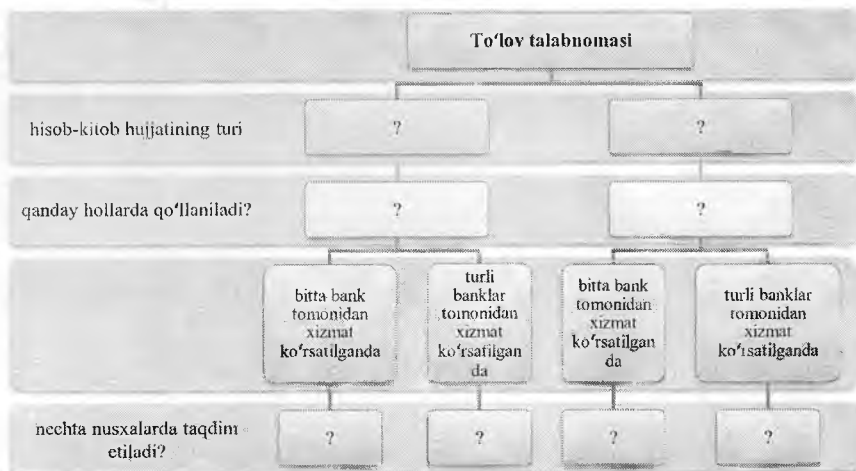 To‘lov talabnomasi
hisob-kitob hujjatining turi
?
?
qanday hollarda qo‘llaniladi?
?
?
bitta bank
tomonidan
xizmat
ko‘rsatilganda
turli
banklar
tomonidan
xizmat
ko‘rsatilgan
da
bitta bank
tomonidan
xizmat
ko‘rsatilgan
da
turli banklar
tomonidan
xizmat
ko‘rsatilganda
nechta nusxalarda taqdim
etiladi?
?
?
?
?